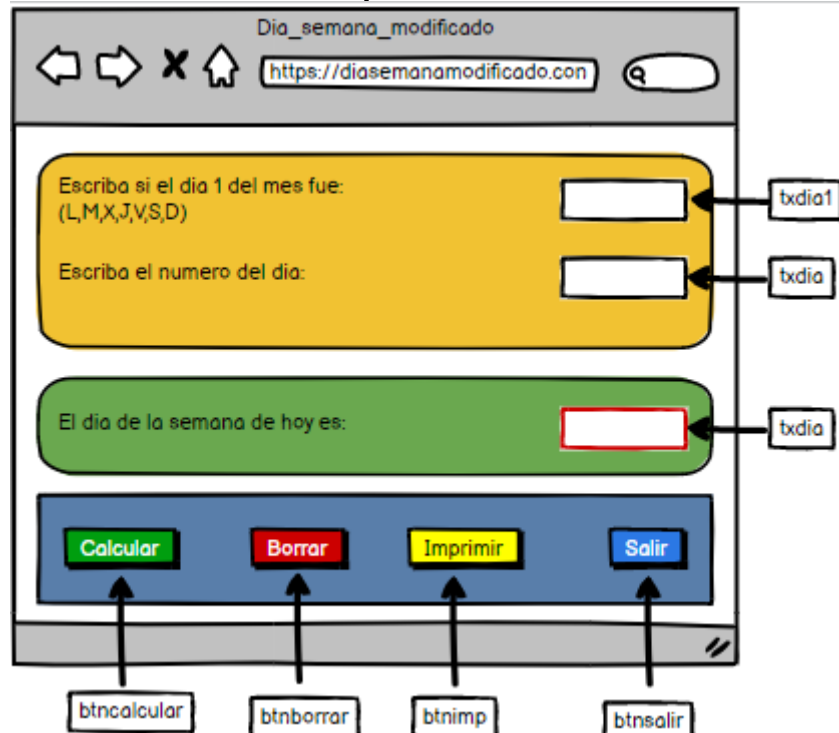 Dia_semana_modificado
https://diasemanamodificado.con
Escriba si el dia 1 del mes fue:
(L,M,X,J,V,S,D)
txdia1
Escriba el numero del dia:
txdia
El dia de la semana de hoy es:
txdia
Calcular
Borrar
Imprimir
Salir
btncalcular
btnborrar
btnimp
btnsalir